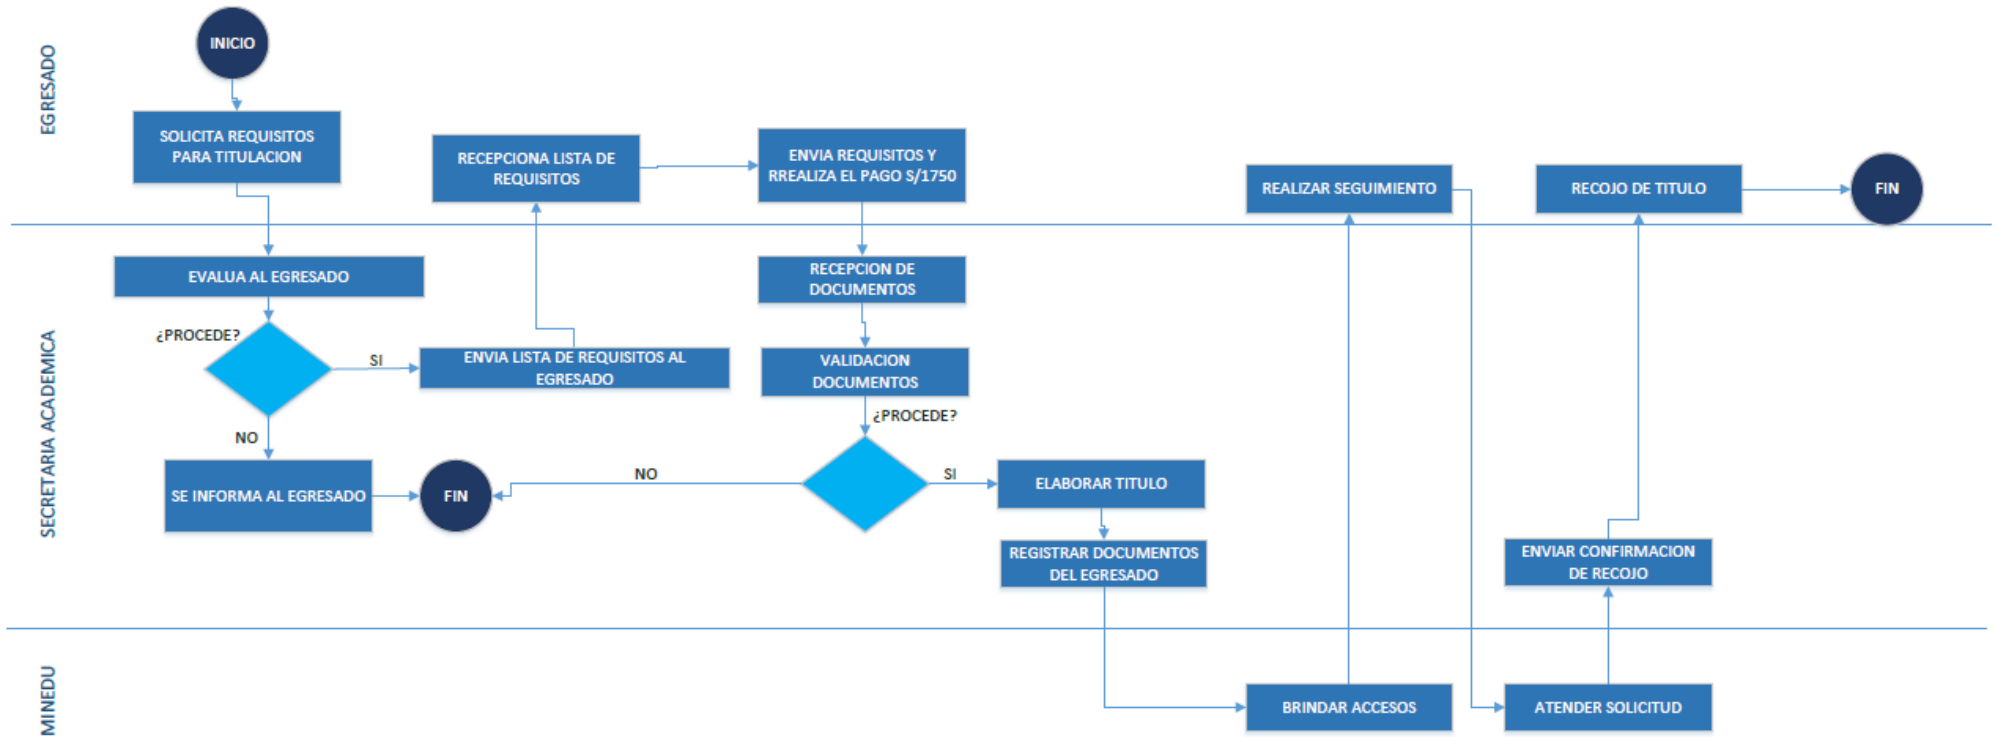 EGRESADO
INICIO
SOLICITA REQUISITOS
PARA TITULACION
RECEPCIONA LISTA DE
REQUISITOS
ENVIA REQUISITOS Y
RREALIZA EL PAGO S/1750
REALIZAR SEGUIMIENTO
RECOJO DE TITULO
FIN
SECRETARIA ACADEMICA
EVALUA AL EGRESADO
¿PROCEDE?
SI
ENVIA LISTA DE REQUISITOS AL
EGRESADO
NO
SE INFORMA AL EGRESADO
FIN
RECEPCION DE
DOCUMENTOS
VALIDACION
DOCUMENTOS
¿PROCEDE?
NO
SI
ELABORAR TITULO
REGISTRAR DOCUMENTOS
DEL EGRESADO
ENVIAR CONFIRMACION
DE RECOJO
MINEDU
BRINDAR ACCESOS
ATENDER SOLICITUD